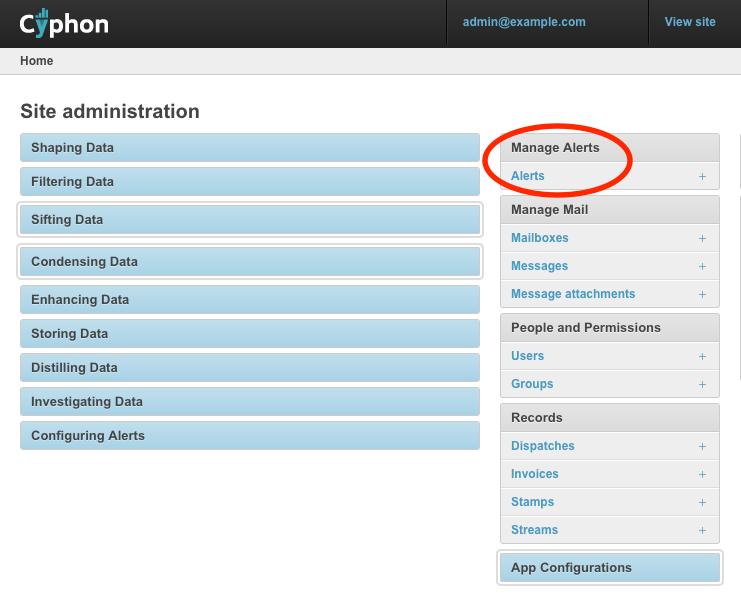 Cyphon
admin@example.com
View site
Home
Site administration
Shaping Data
Filtering Data
Sifting Data
Condensing Data
Enhancing Data
Storing Data
Distilling Data
Investigating Data
Configuring Alerts
Manage Alerts
Alerts +
Manage Mail
Mailboxes +
Messages +
Message attachments +
People and Permissions
Users +
Groups +
Records
Dispatches +
Invoices +
Stamps +
Streams +
App Configurations